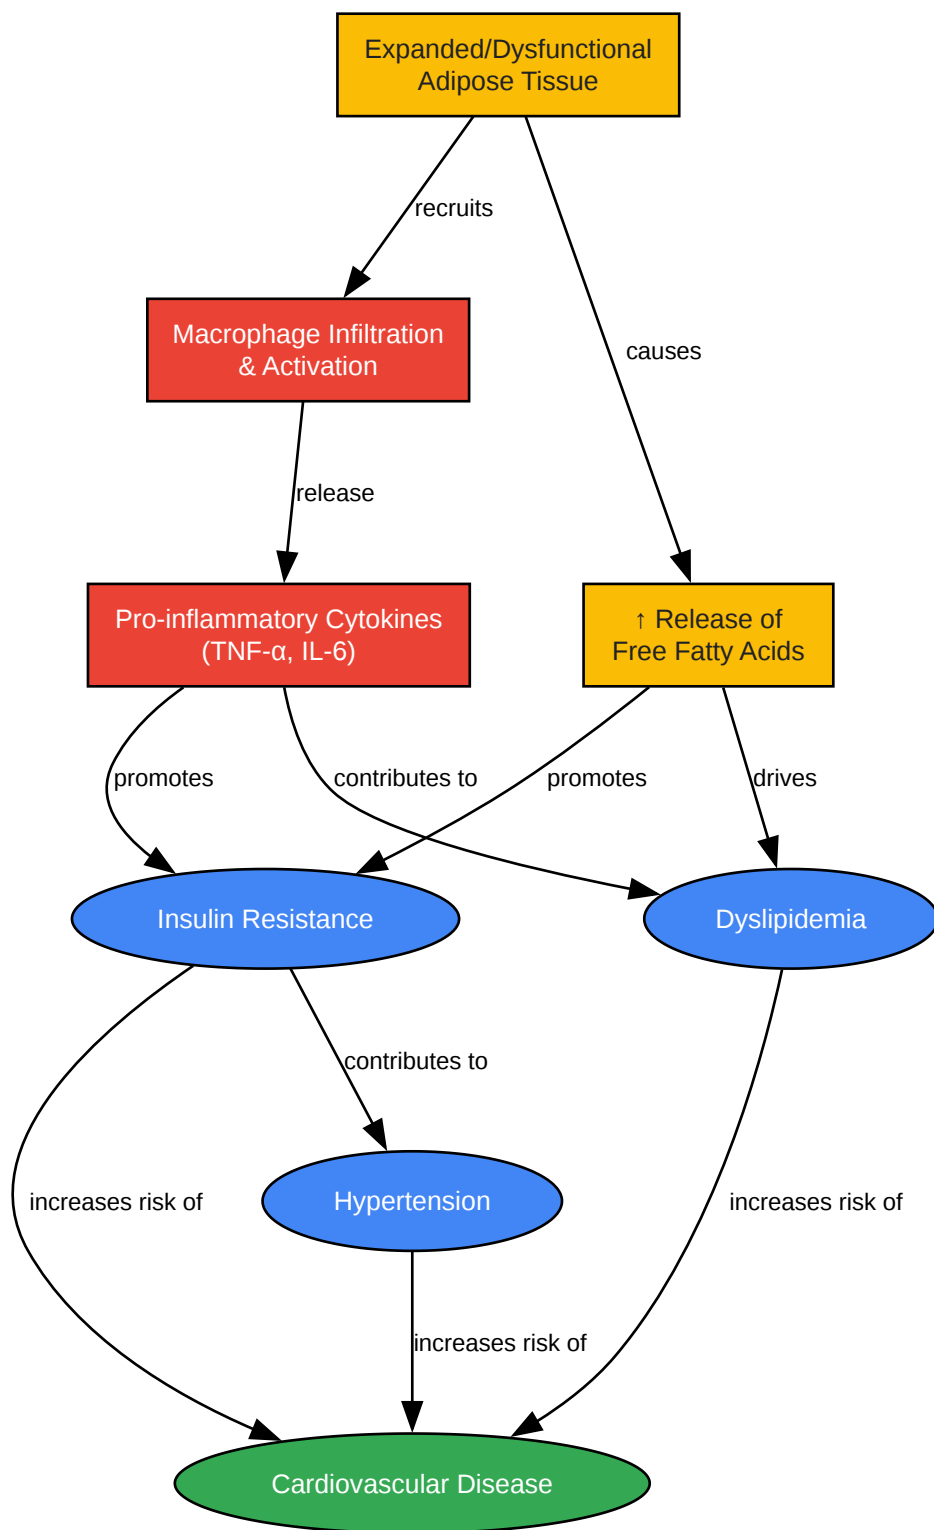 Expanded/Dysfunctional
Adipose Tissue
recruits
causes
Macrophage Infiltration
& Activation
release
Pro-inflammatory Cytokines
(TNF-α, IL-6)
↑ Release of
Free Fatty Acids
promotes
contributes to
promotes
drives
Insulin Resistance
Dyslipidemia
contributes to
Hypertension
increases risk of
increases risk of
increases risk of
Cardiovascular Disease